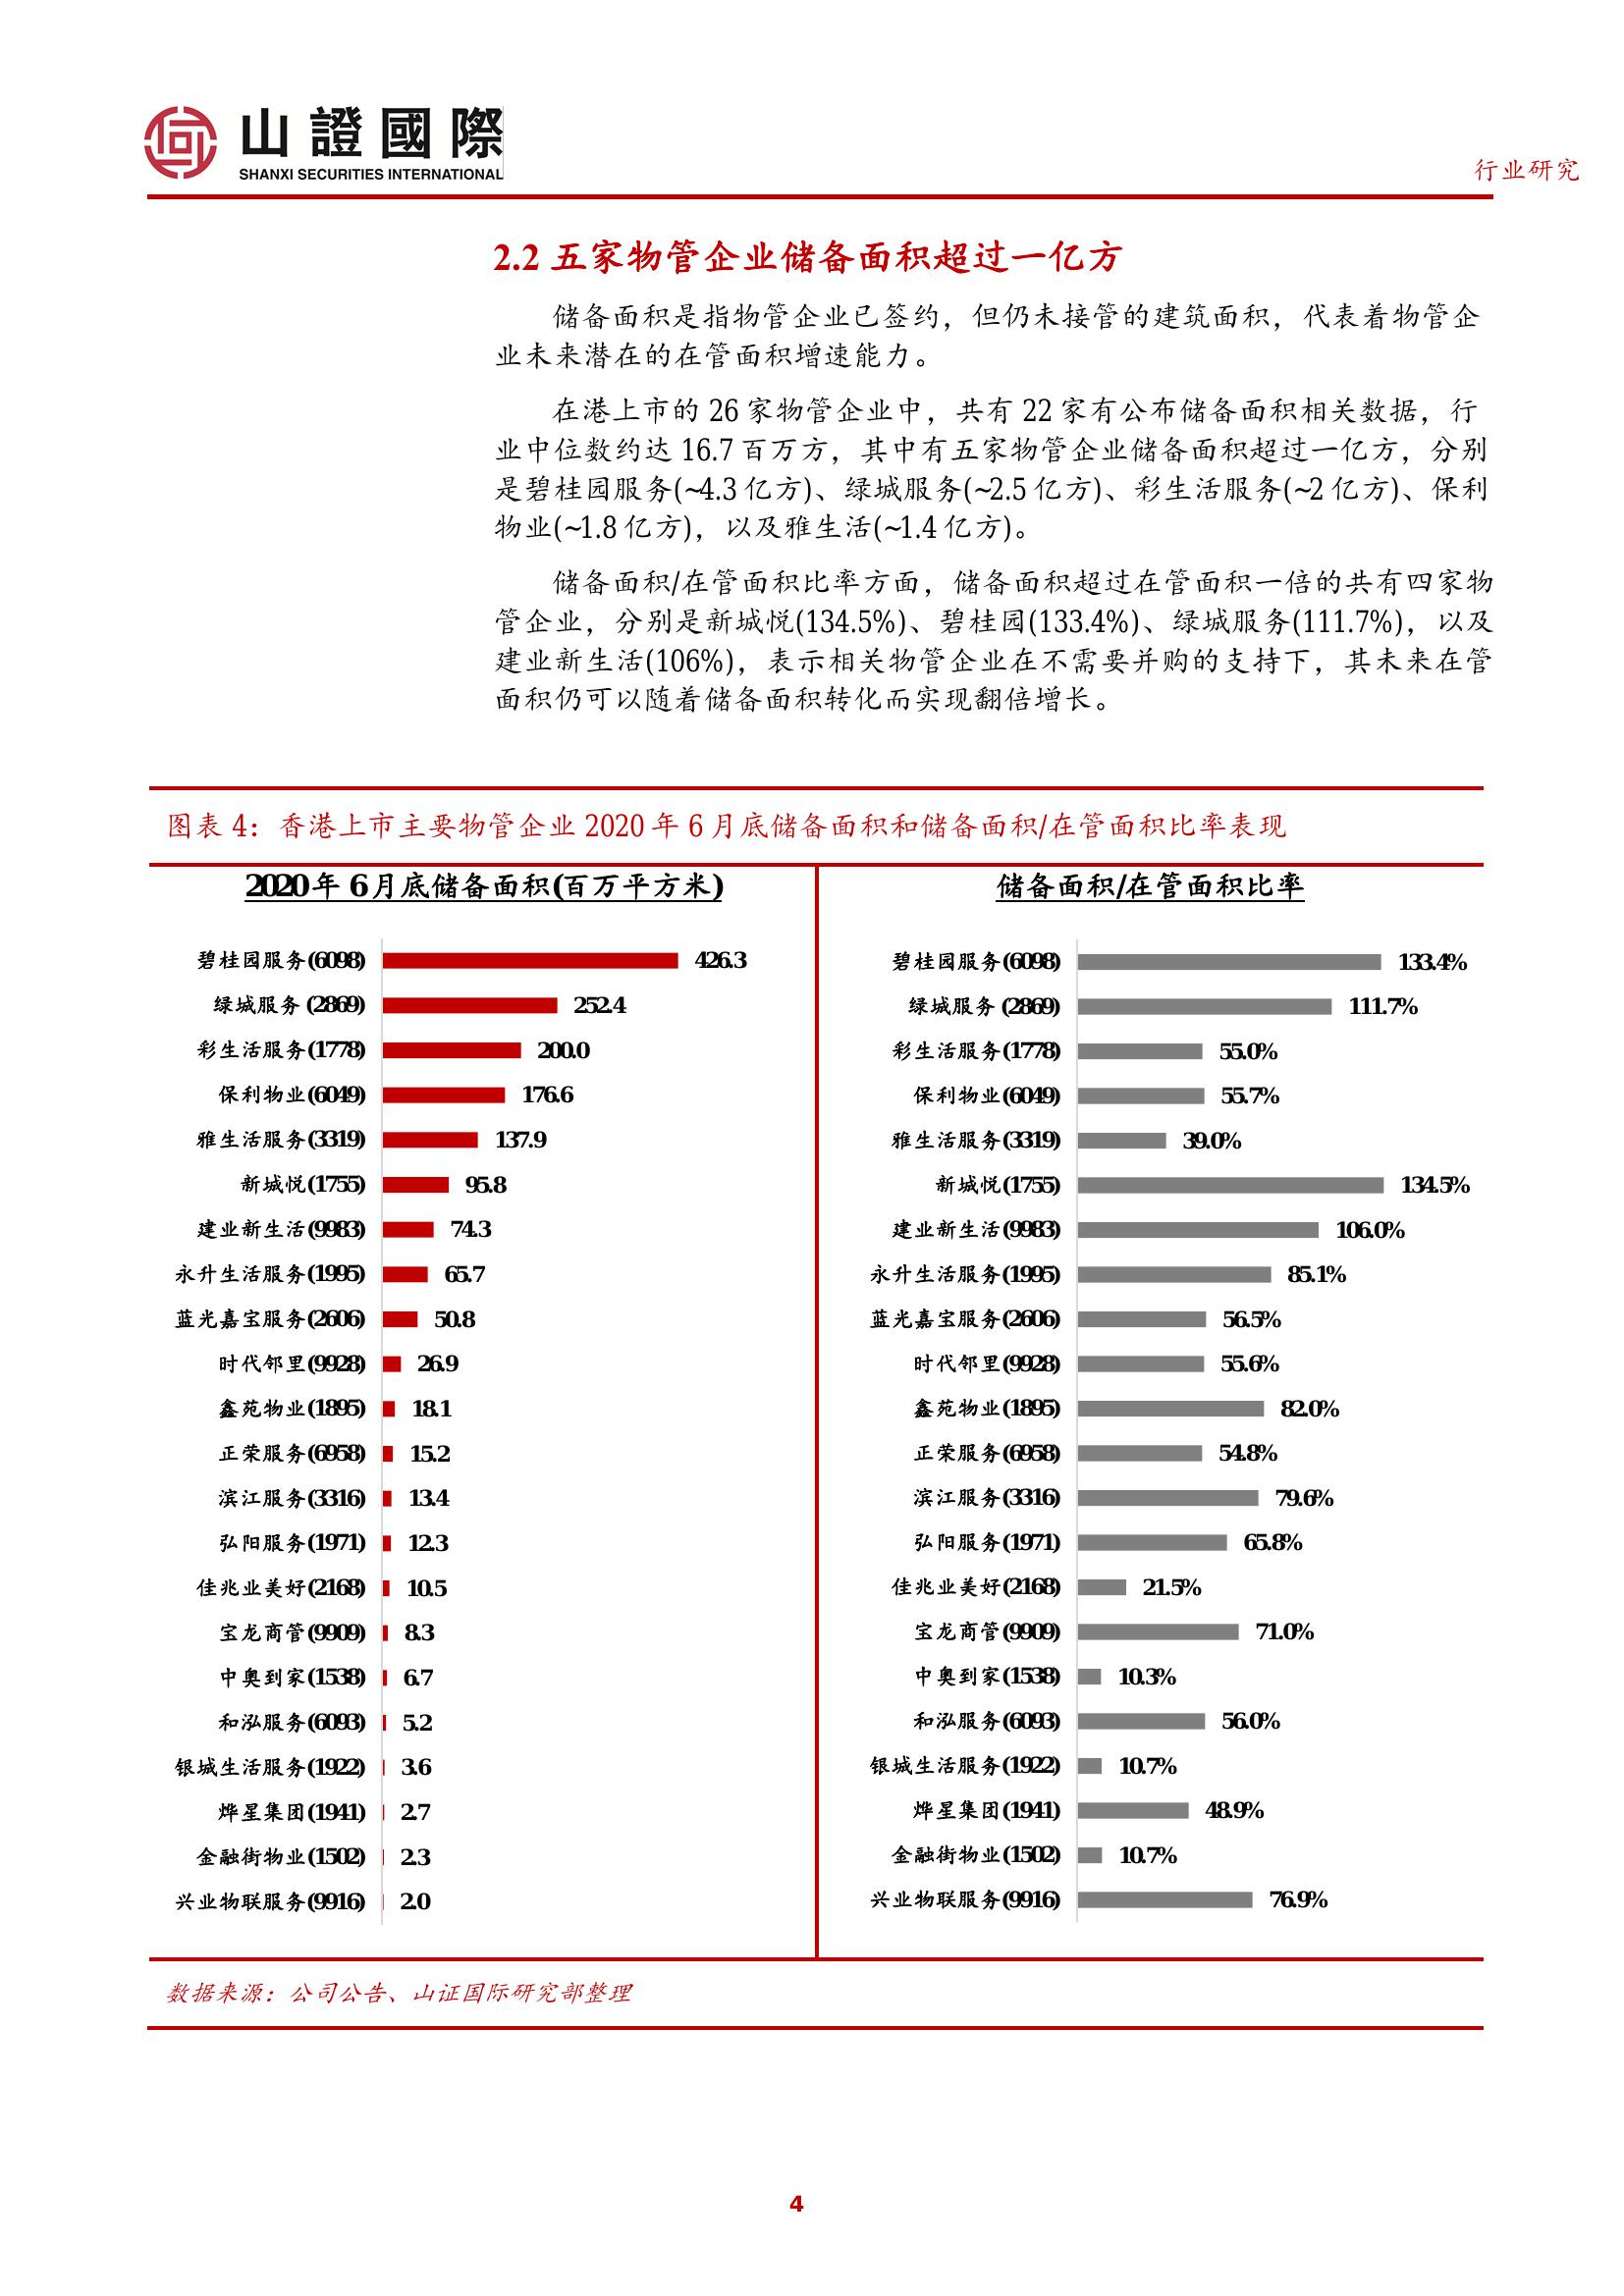 山證國際
SHANXI SECURITIES INTERNATIONAL
行业研究
2.2 五家物管企业储备面积超过一亿方
储备面积是指物管企业已签约，但仍未接管的建筑面积，代表着物管企
业未来潜在的在管面积增速能力。
在港上市的 26 家物管企业中，共有 22 家有公布储备面积相关数据，行
业中位数约达 16.7 百万方，其中有五家物管企业储备面积超过一亿方，分别
是碧桂园服务(~4.3 亿方)、绿城服务(~2.5 亿方)、彩生活服务(~2 亿方)、保利
物业(~1.8 亿方)，以及雅生活(~1.4 亿方)。
储备面积/在管面积比率方面，储备面积超过在管面积一倍的共有四家物
管企业，分别是新城悦(134.5%)、碧桂园(133.4%)、绿城服务(111.7%)，以及
建业新生活(106%)，表示相关物管企业在不需要并购的支持下，其未来在管
面积仍可以随着储备面积转化而实现翻倍增长。
图表 4：香港上市主要物管企业 2020 年 6 月底储备面积和储备面积/在管面积比率表现
2020年 6月底储备面积(百万平方米)
碧桂园服务(6098) 426.3
绿城服务 (2869) 252.4
彩生活服务(1778) 200.0
保利物业(6049) 176.6
雅生活服务(3319) 137.9
新城悦(1755) 95.8
建业新生活(9983) 74.3
永升生活服务(1995) 65.7
蓝光嘉宝服务(2606) 50.8
时代邻里(9928) 26.9
鑫苑物业(1895) 18.1
正荣服务(6958) 15.2
滨江服务(3316) 13.4
弘阳服务(1971) 12.3
佳兆业美好(2168) 10.5
宝龙商管(9909) 8.3
中奥到家(1538) 6.7
和泓服务(6093) 5.2
银城生活服务(1922) 3.6
烨星集团(1941) 2.7
金融街物业(1502) 2.3
兴业物联服务(9916) 2.0
储备面积/在管面积比率
碧桂园服务(6098) 133.4%
绿城服务 (2869) 111.7%
彩生活服务(1778) 55.0%
保利物业(6049) 55.7%
雅生活服务(3319) 39.0%
新城悦(1755) 134.5%
建业新生活(9983) 106.0%
永升生活服务(1995) 85.1%
蓝光嘉宝服务(2606) 56.5%
时代邻里(9928) 55.6%
鑫苑物业(1895) 82.0%
正荣服务(6958) 54.8%
滨江服务(3316) 79.6%
弘阳服务(1971) 65.8%
佳兆业美好(2168) 21.5%
宝龙商管(9909) 71.0%
中奥到家(1538) 10.3%
和泓服务(6093) 56.0%
银城生活服务(1922) 10.7%
烨星集团(1941) 48.9%
金融街物业(1502) 10.7%
兴业物联服务(9916) 76.9%
数据来源：公司公告、山证国际研究部整理
4